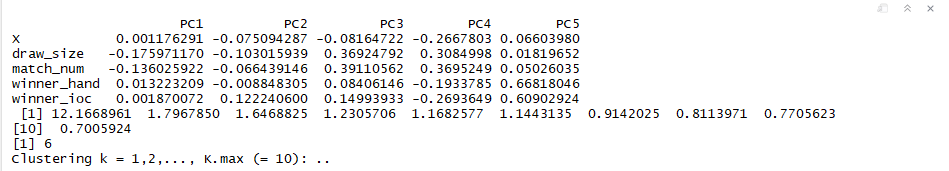 PC1 PC2 PC3 PC4 PC5
X 0.001176291 -0.075094287 -0.08164722 -0.2667803 0.06603980
draw_size -0.175971170 -0.103015939 0.36924792 0.3084998 0.01819652
match_num -0.136025922 -0.066439146 0.39110562 0.3695249 0.05026035
winner_hand 0.013223209 -0.008848305 0.08406146 -0.1933785 0.66818046
winner_ioc 0.001870072 0.122240600 0.14993933 -0.2693649 0.60902924
[1] 12.1668961 1.7967850 1.6468825 1.2305706 1.1682577 1.1443135 0.9142025 0.8113971 0.7705623
[10] 0.7005924
[1] 6
Clustering k = 1,2,..., K.max (= 10): ..